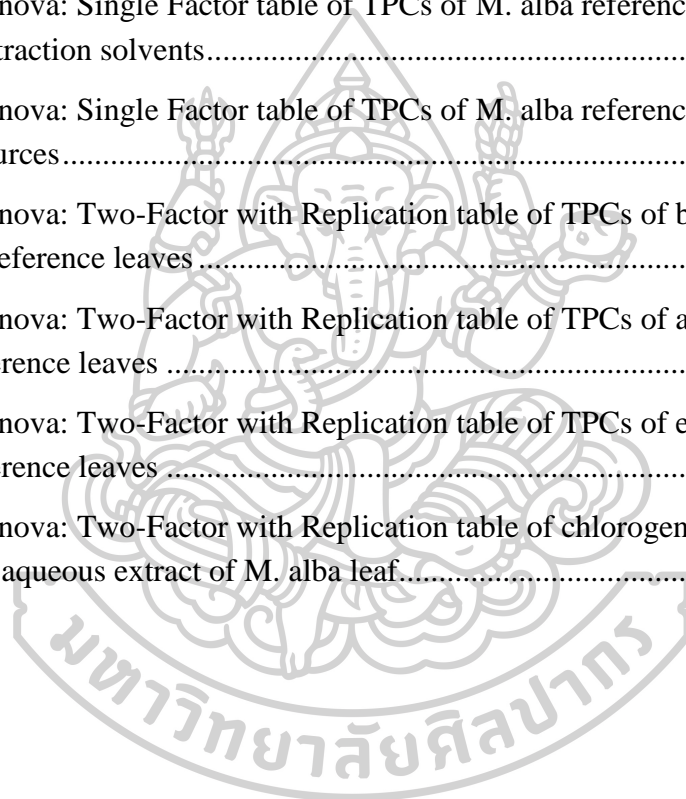 nova: Single Factor table of TPCs of M. alba referenc
traction solvents....................................................................
nova: Single Factor table of TPCs of M. alba referenc
urces.......................................................................................
nova: Two-Factor with Replication table of TPCs of b
eference leaves......................................................................
nova: Two-Factor with Replication table of TPCs of a
erence leaves ..........................................................................
nova: Two-Factor with Replication table of TPCs of e
erence leaves ..........................................................................
nova: Two-Factor with Replication table of chlorogen
aqueous extract of M. alba leaf..........................................
มหาวิทยาลัยศิลปากร